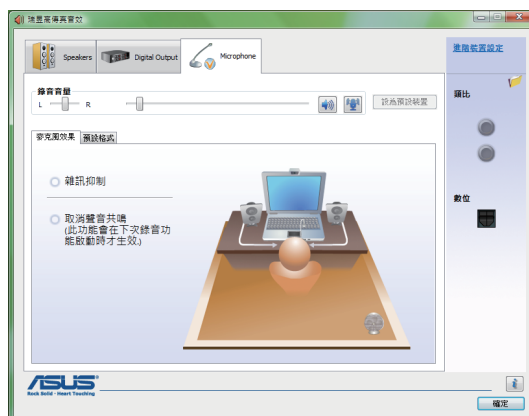 瑞昱高傳真音效
Speakers
Digital Output
Microphone
進階裝置設定
錄音音量
L
R
設為預設裝置
類比
麥克風效果
預設格式
雜訊抑制
取消聲音共鳴
(此功能會在下次錄音功
能啟動時才生效)
數位
ASUS
Rock Solid · Heart Touching
i
確定